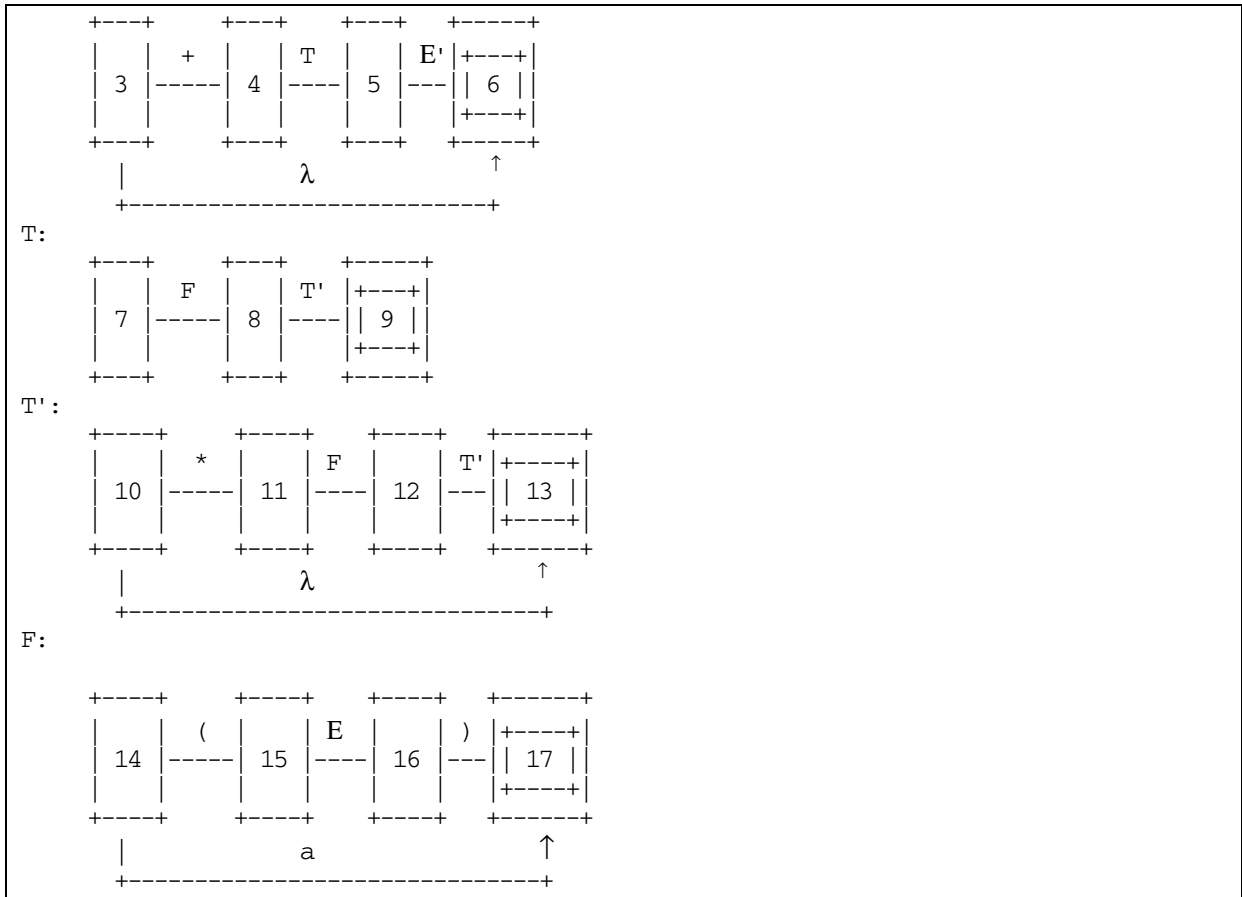 +---+     +---+    +---+   +-----+
     |   |  +  |   | T  |   | E'|+---+|
     | 3 |-----| 4 |----| 5 |---|| 6 ||
     |   |     |   |    |   |   |+---+|
     +---+     +---+    +---+   +-----+
       |             λ             ↑
       +---------------------------+
T:
     +---+     +---+    +-----+
     |   |  F  |   | T' |+---+|
     | 7 |-----| 8 |----|| 9 ||
     |   |     |   |    |+---+|
     +---+     +---+    +-----+
T':
     +----+     +----+    +----+   +------+
     |    |  *  |    | F  |    | T'|+----+|
     | 10 |-----| 11 |----| 12 |---|| 13 ||
     |    |     |    |    |    |   |+----+|
     +----+     +----+    +----+   +------+
       |             λ                 ↑
       +-------------------------------+
F:
     +----+     +----+    +----+   +------+
     |    |  (  |    | E  |    | ) |+----+|
     | 14 |-----| 15 |----| 16 |---|| 17 ||
     |    |     |    |    |    |   |+----+|
     +----+     +----+    +----+   +------+
       |             a                 ↑
       +-------------------------------+